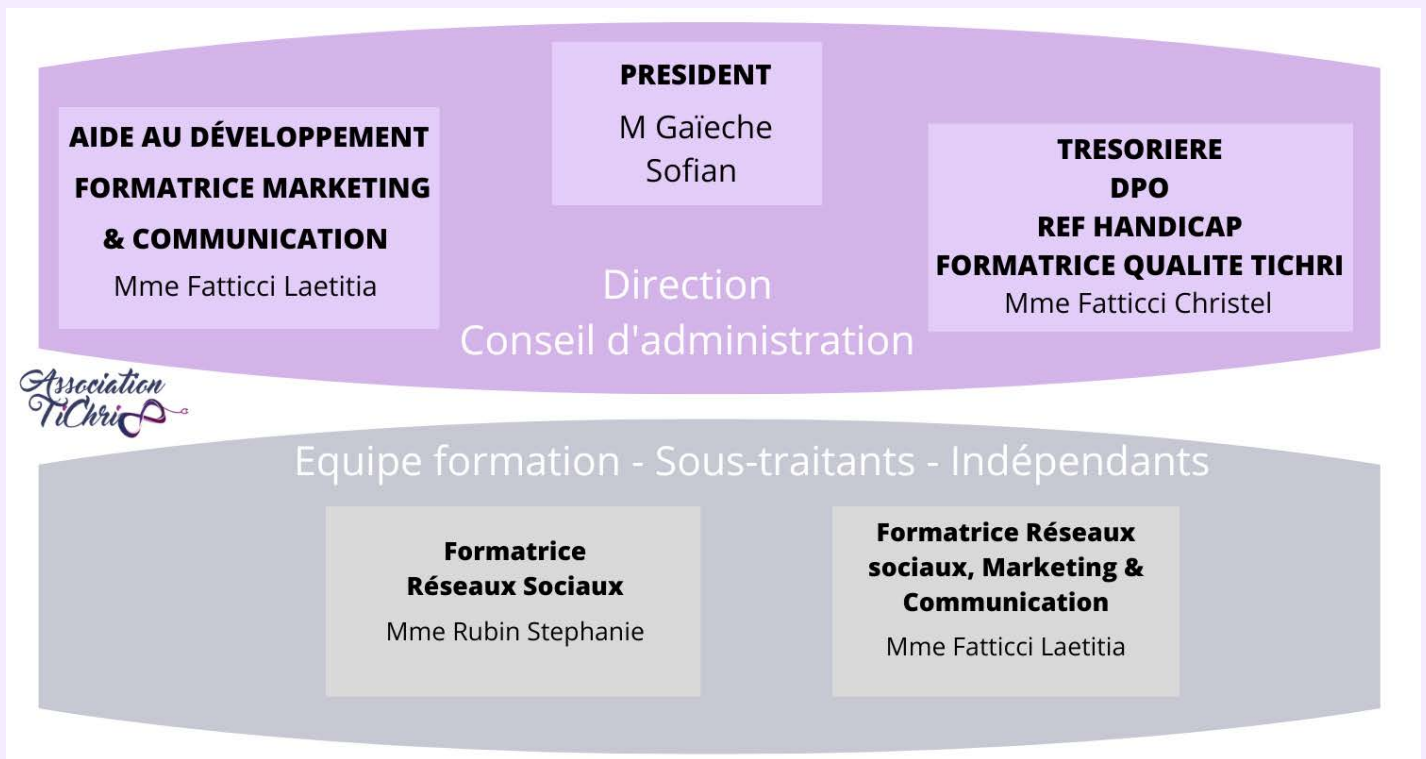 PRESIDENT
M Gaïeche
Sofian
AIDE AU DÉVELOPPEMENT
FORMATRICE MARKETING
& COMMUNICATION
Mme Fatticci Laetitia
TRESORIERE
DPO
REF HANDICAP
FORMATRICE QUALITE TICHRI
Mme Fatticci Christel
Direction
Conseil d'administration
Association
TiChri
Equipe formation - Sous-traitants - Indépendants
Formatrice
Réseaux Sociaux
Mme Rubin Stephanie
Formatrice Réseaux
sociaux, Marketing &
Communication
Mme Fatticci Laetitia